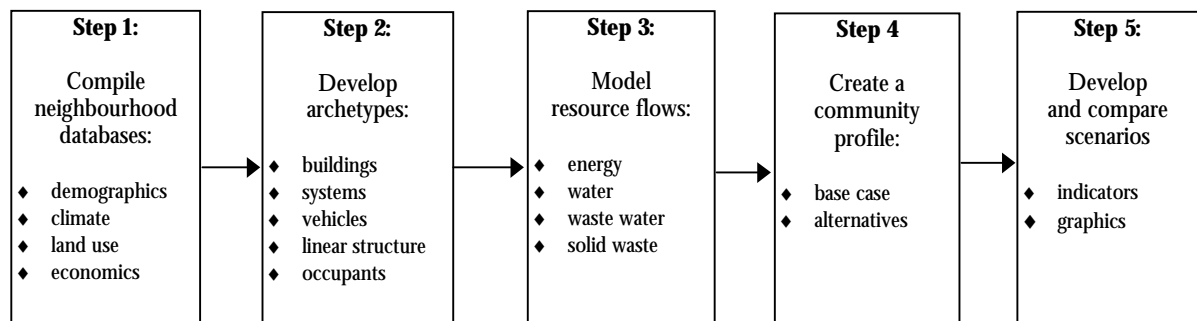 Step 1:
Compile
neighbourhood
databases:
♦ demographics
♦ climate
♦ land use
♦ economics
Step 2:
Develop
archetypes:
♦ buildings
♦ systems
♦ vehicles
♦ linear structure
♦ occupants
Step 3:
Model
resource flows:
♦ energy
♦ water
♦ waste water
♦ solid waste
Step 4
Create a
community
profile:
♦ base case
♦ alternatives
Step 5:
Develop
and compare
scenarios
♦ indicators
♦ graphics